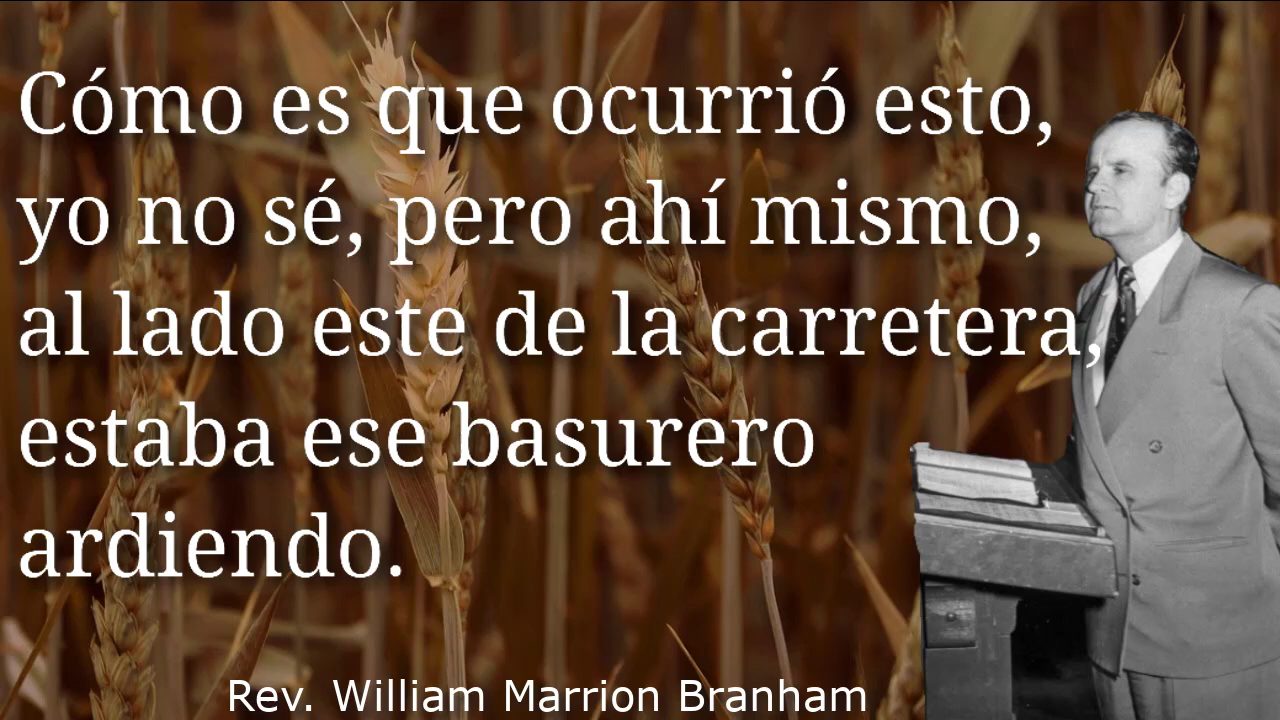 Cómo es que ocurrió esto,
yo no sé, pero ahí mismo,
al lado este de la carretera,
estaba ese basurero
ardiendo.
Rev. William Marrion Branham